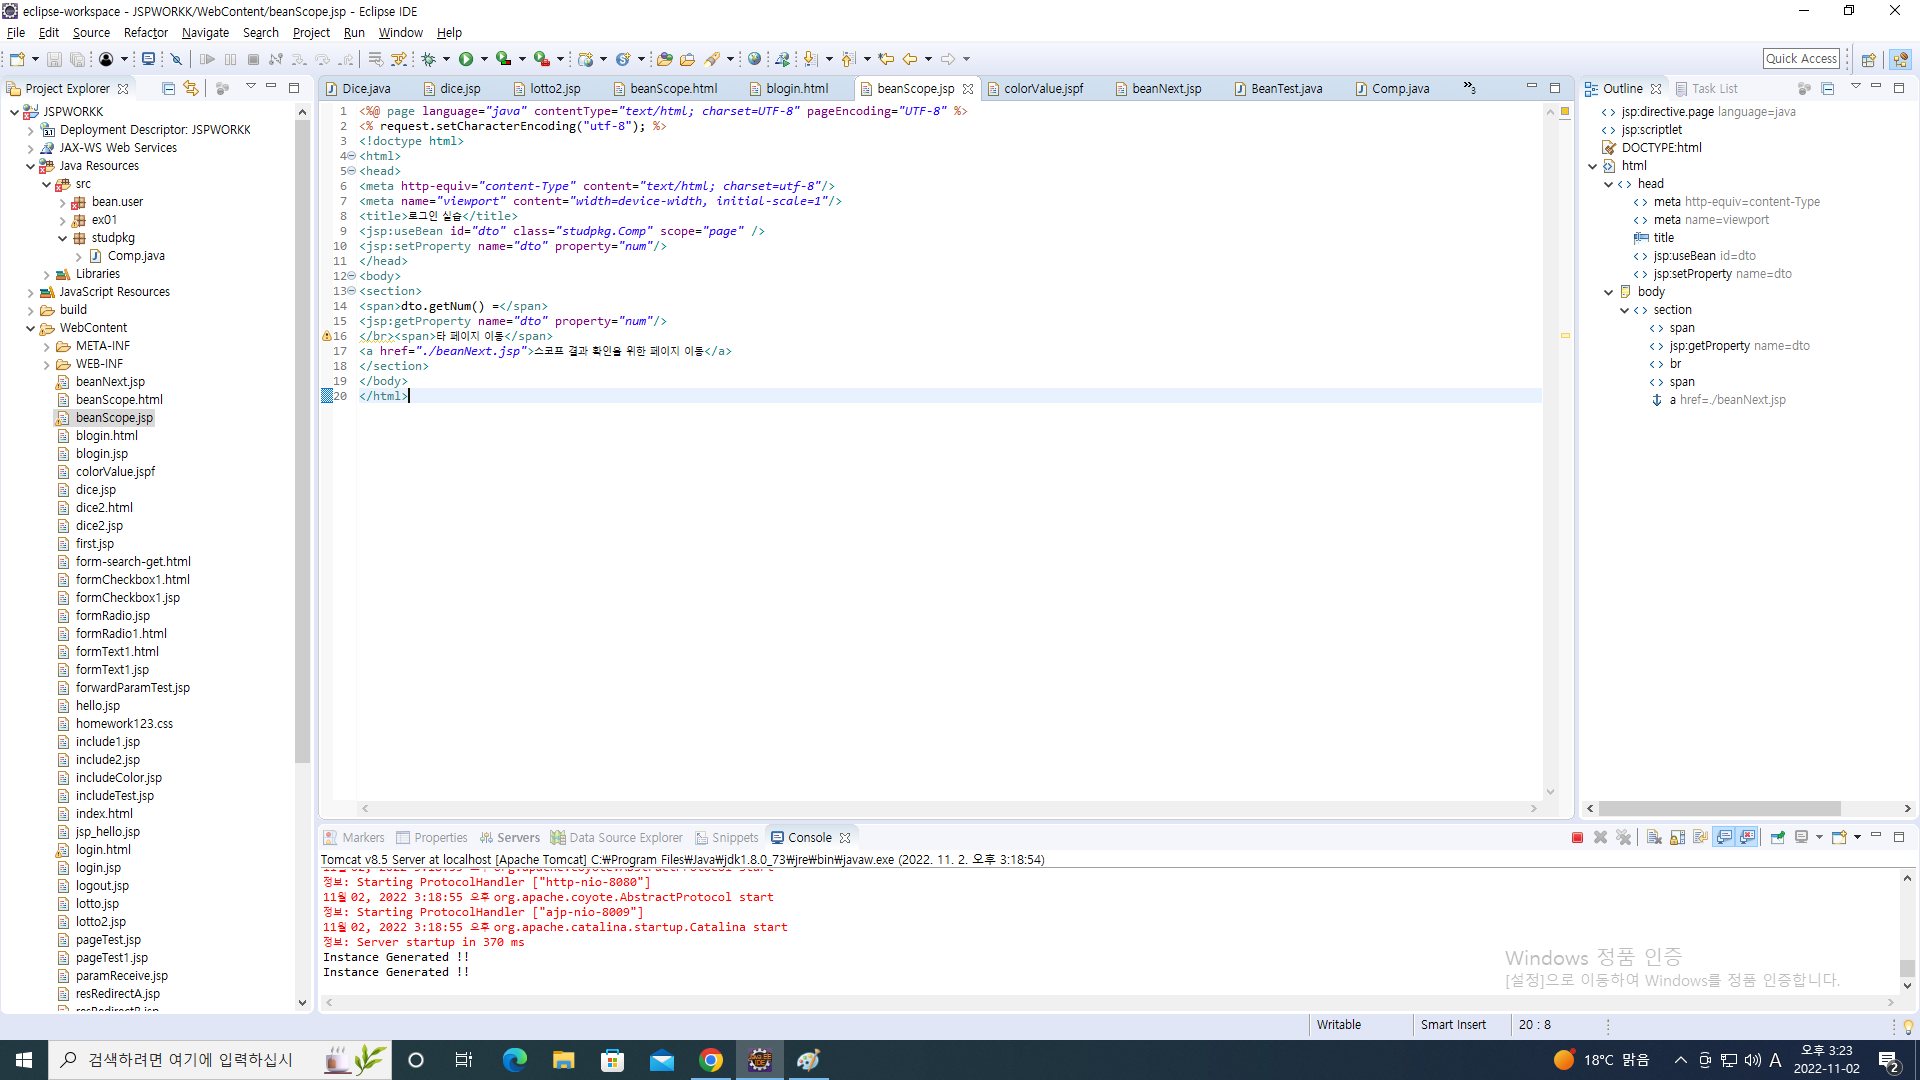 eclipse-workspace - JSPWORKK/WebContent/beanScope.jsp - Eclipse IDE
File Edit Source Refactor Navigate Search Project Run Window Help
Quick Access
Project Explorer
JSPWORKK
Deployment Descriptor: JSPWORKK
JAX-WS Web Services
Java Resources
src
bean.user
ex01
studpkg
Comp.java
Libraries
JavaScript Resources
build
WebContent
META-INF
WEB-INF
beanNext.jsp
beanScope.html
beanScope.jsp
blogin.html
blogin.jsp
colorValue.jspf
dice.jsp
dice2.html
dice2.jsp
first.jsp
form-search-get.html
formCheckbox1.html
formCheckbox1.jsp
formRadio.jsp
formRadio1.html
formText1.html
formText1.jsp
forwardParamTest.jsp
hello.jsp
homework123.css
include1.jsp
include2.jsp
includeColor.jsp
includeTest.jsp
index.html
jsp_hello.jsp
login.html
login.jsp
logout.jsp
lotto.jsp
lotto2.jsp
pageTest.jsp
pageTest1.jsp
paramReceive.jsp
resRedirectA.jsp
resRedirectB.jsp
Dice.java dice.jsp lotto2.jsp beanScope.html blogin.html beanScope.jsp colorValue.jspf beanNext.jsp BeanTest.java Comp.java »3
1 <%@ page language="java" contentType="text/html; charset=UTF-8" pageEncoding="UTF-8" %>
2 <% request.setCharacterEncoding("utf-8"); %>
3 <!doctype html>
4 <html>
5 <head>
6 <meta http-equiv="content-Type" content="text/html; charset=utf-8"/>
7 <meta name="viewport" content="width=device-width, initial-scale=1"/>
8 <title>로그인 실습</title>
9 <jsp:useBean id="dto" class="studpkg.Comp" scope="page" />
10 <jsp:setProperty name="dto" property="num"/>
11 </head>
12 <body>
13 <section>
14 <span>dto.getNum() =</span>
15 <jsp:getProperty name="dto" property="num"/>
16 </br><span>타 페이지 이동</span>
17 <a href="./beanNext.jsp">스코프 결과 확인을 위한 페이지 이동</a>
18 </section>
19 </body>
20 </html>
Outline Task List
jsp:directive.page language=java
jsp:scriptlet
DOCTYPE:html
html
head
meta http-equiv=content-Type
meta name=viewport
title
jsp:useBean id=dto
jsp:setProperty name=dto
body
section
span
jsp:getProperty name=dto
br
span
a href=./beanNext.jsp
Markers Properties Servers Data Source Explorer Snippets Console
Tomcat v8.5 Server at localhost [Apache Tomcat] C:₩Program Files₩Java₩jdk1.8.0_73₩jre₩bin₩javaw.exe (2022. 11. 2. 오후 3:18:54)
11월 02, 2022 3:18:55 오후 org.apache.coyote.AbstractProtocol start
정보: Starting ProtocolHandler ["http-nio-8080"]
11월 02, 2022 3:18:55 오후 org.apache.coyote.AbstractProtocol start
정보: Starting ProtocolHandler ["ajp-nio-8009"]
11월 02, 2022 3:18:55 오후 org.apache.catalina.startup.Catalina start
정보: Server startup in 370 ms
Instance Generated !!
Instance Generated !!
Windows 정품 인증
[설정]으로 이동하여 Windows를 정품 인증합니다.
Writable Smart Insert 20 : 8
검색하려면 여기에 입력하십시
18°C 맑음 A 오후 3:23
2022-11-02 2